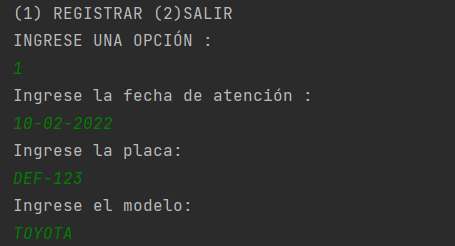 (1) REGISTRAR (2)SALIR
INGRESE UNA OPCIÓN :
1
Ingrese la fecha de atención :
10-02-2022
Ingrese la placa:
DEF-123
Ingrese el modelo:
TOYOTA